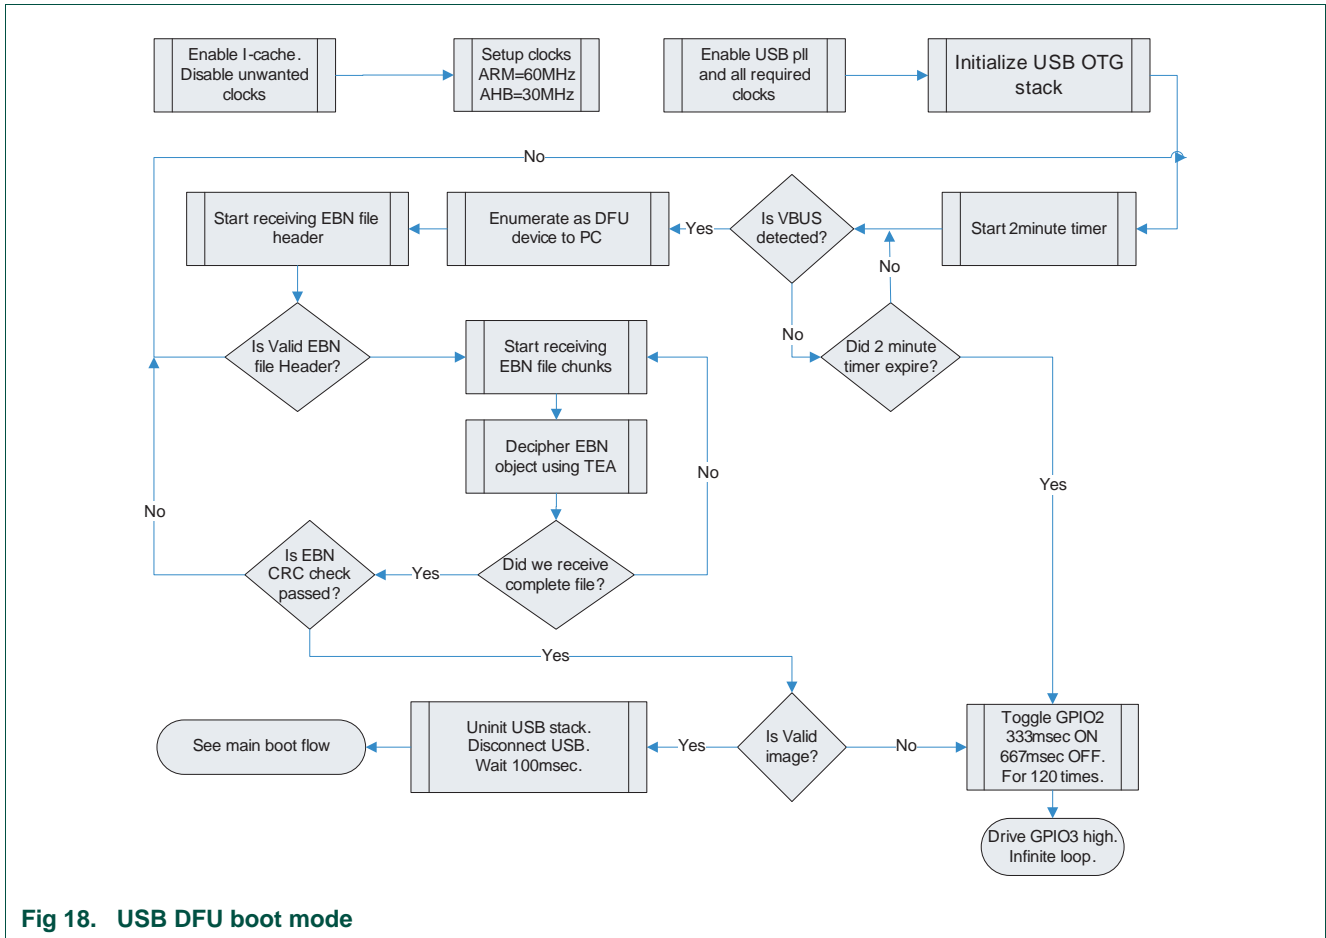 Enable I-cache.
Disable unwanted
clocks
Setup clocks
ARM=60MHz
AHB=30MHz
Enable USB pll
and all required
clocks
Initialize USB OTG
stack
No
Start receiving EBN file
header
Enumerate as DFU
device to PC
Yes
Is VBUS
detected?
Start 2minute timer
No
No
Is Valid EBN
file Header?
Start receiving
EBN file chunks
Did 2 minute
timer expire?
Decipher EBN
object using TEA
No
Yes
No
Is EBN
CRC check
passed?
Yes
Did we receive
complete file?
Yes
See main boot flow
Uninit USB stack.
Disconnect USB.
Wait 100msec.
Yes
Is Valid
image?
No
Toggle GPIO2
333msec ON
667msec OFF.
For 120 times.
Drive GPIO3 high.
Infinite loop.
Fig 18. USB DFU boot mode